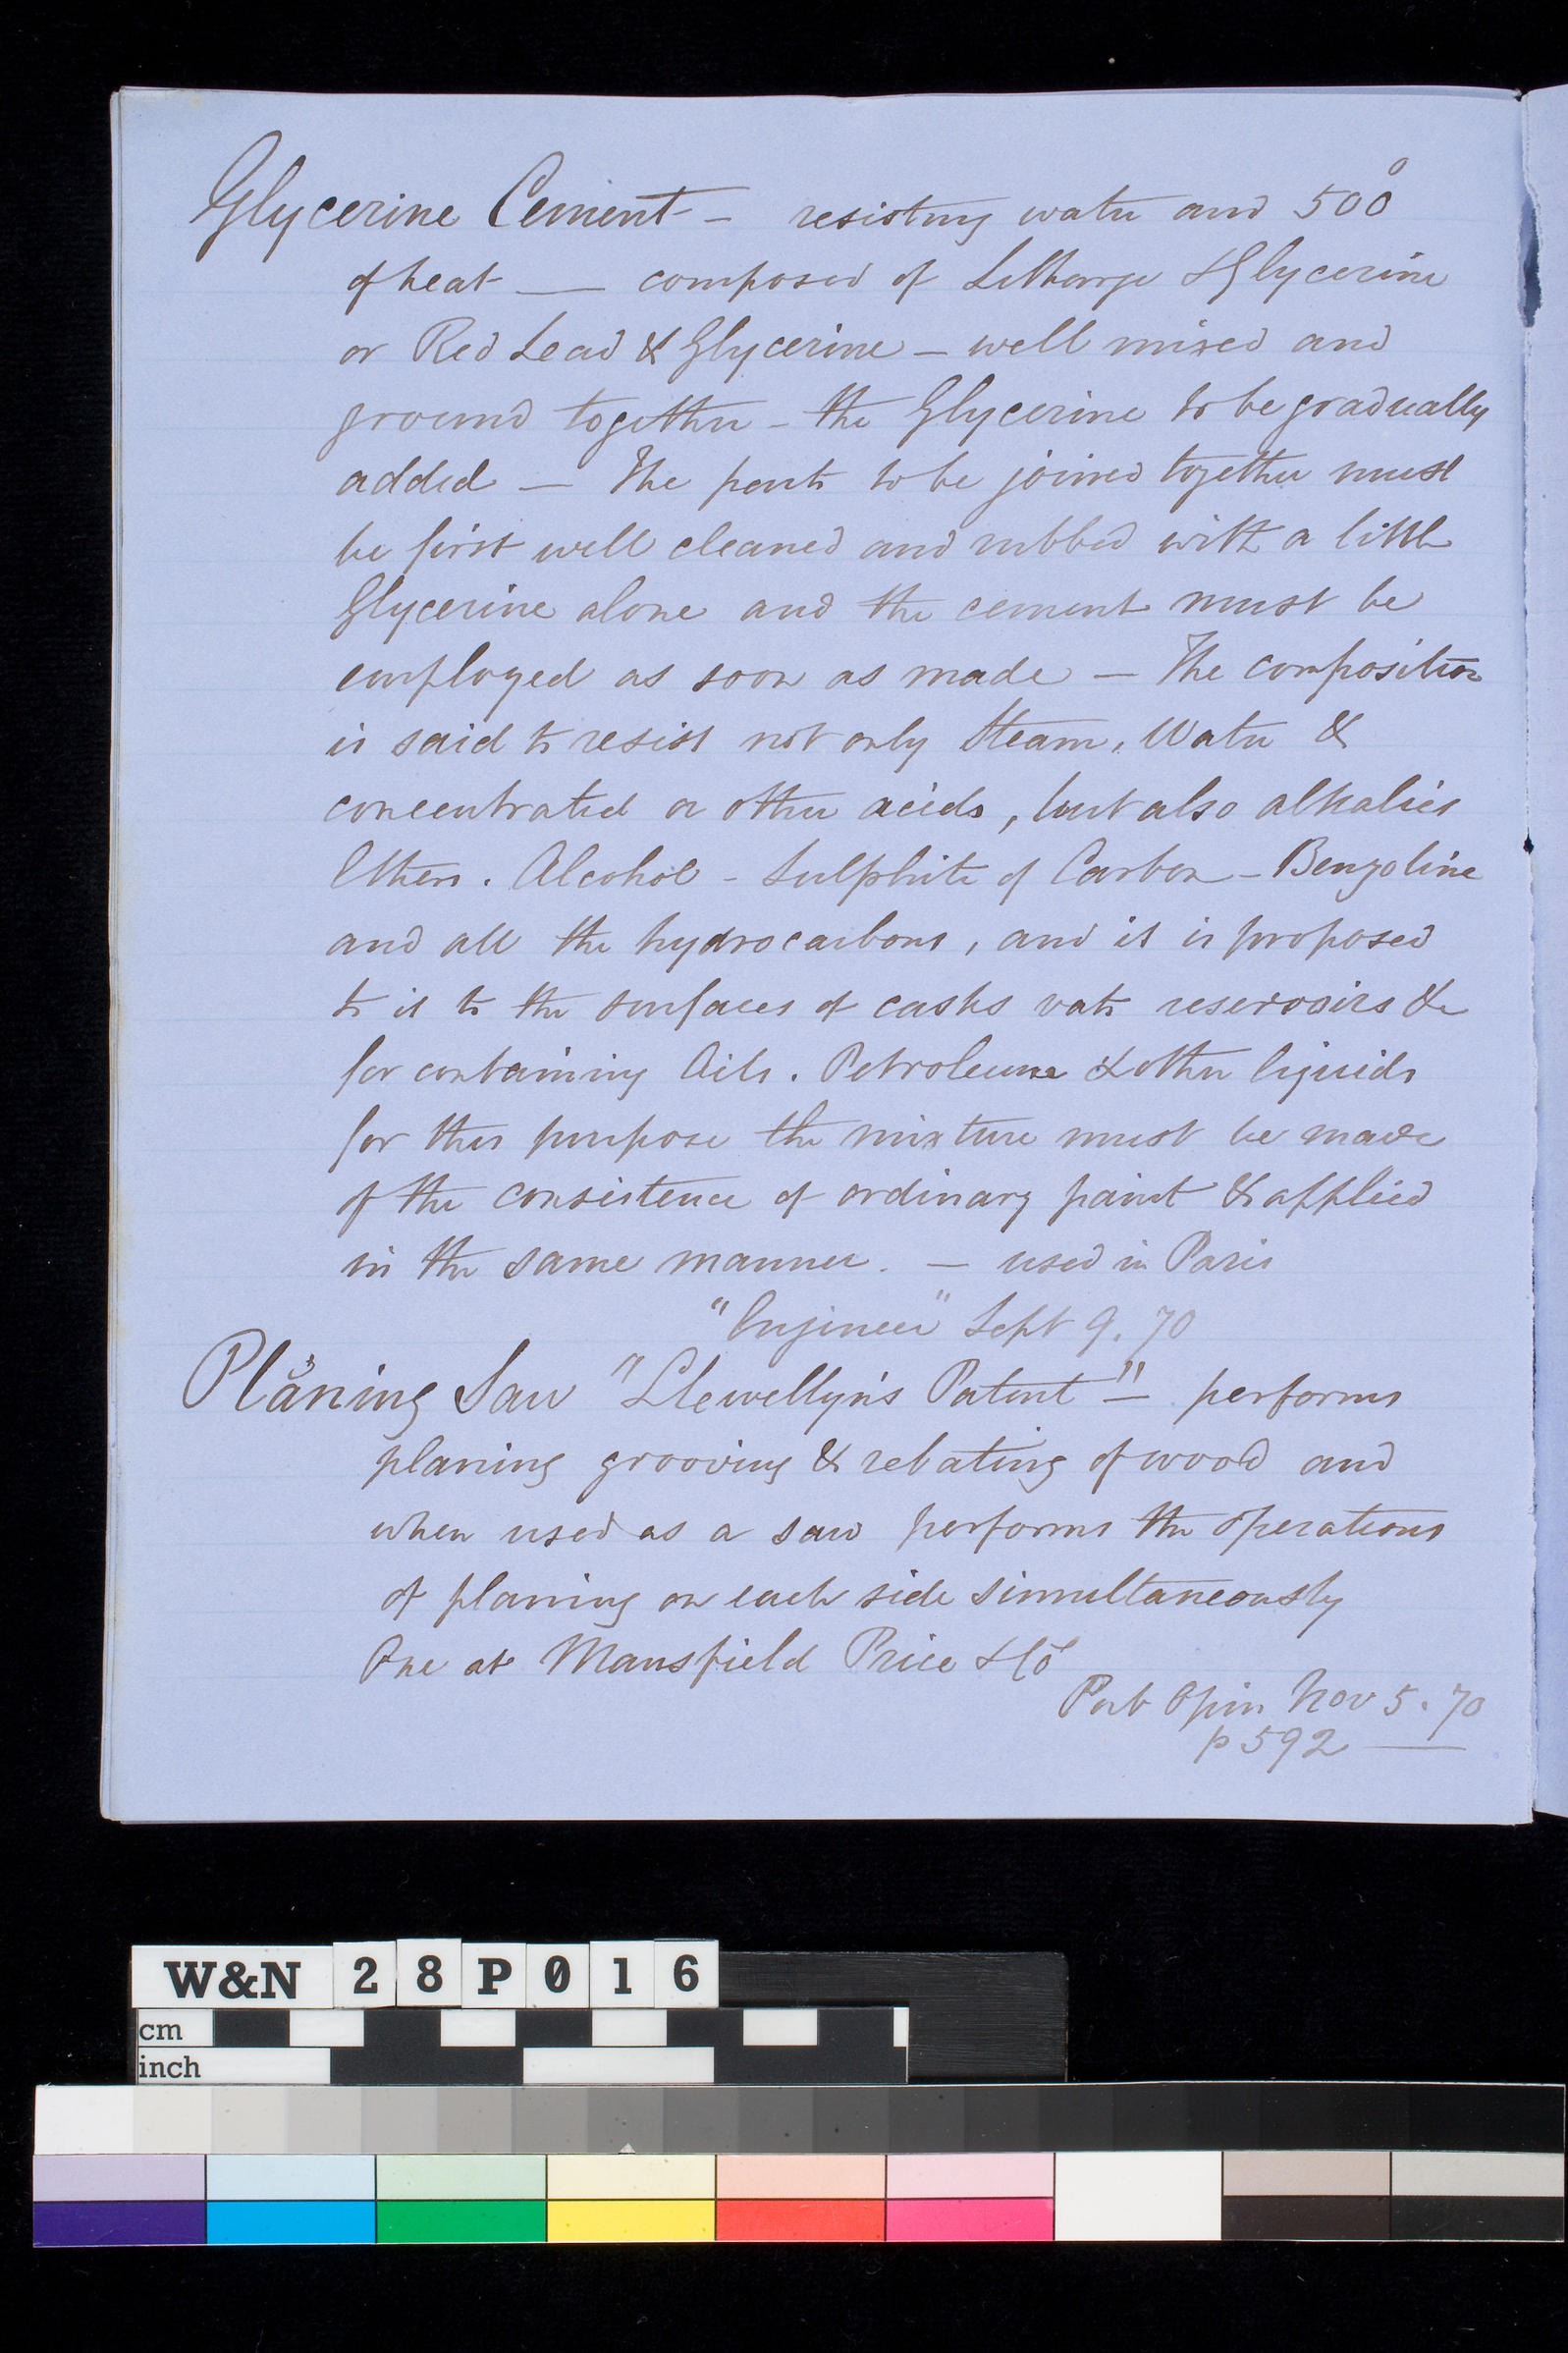 Glycerine Cement - resisting water and 500°
of heat — composed of Litharge & Glycerine
or Red Lead & Glycerine - well mixed and
ground together - the Glycerine to be gradually
added — The parts to be joined together must
be first well cleaned and rubbed with a little
Glycerine alone and the cement must be
employed as soon as made — The composition
is said to resist not only Steam, Water &
concentrated or other acids, but also alkalies
Ethers. Alcohol - Sulphite of Carbon - Benzoline
and all the hydrocarbons, and it is proposed
to it to the surfaces of casks vats reservoirs &c
for containing Oils. Petroleum & other liquids
for this purpose the mixture must be made
of the consistence of ordinary paint & applied
in the same manner. — used in Paris
"Engineer" Sept 9. 70
Planing Saw "Llewellyn's Patent" - performs
planing grooving & rebating of wood and
when used as a saw performs the operations
of planing on each side simultaneously
One at Mansfield Price & Co
Pub Opin Nov 5. 70
p 592 —
W&N 28P016
cm
inch